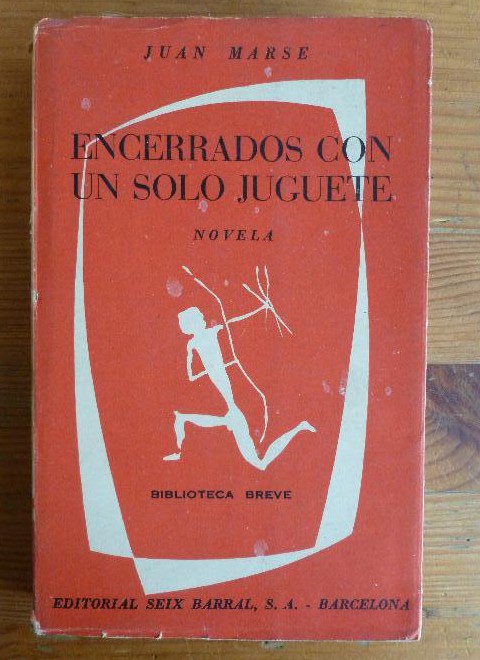 JUAN MARSE
ENCERRADOS CON
UN SOLO JUGUETE
NOVELA
BIBLIOTECA BREVE
EDITORIAL SEIX BARRAL, S. A. - BARCELONA